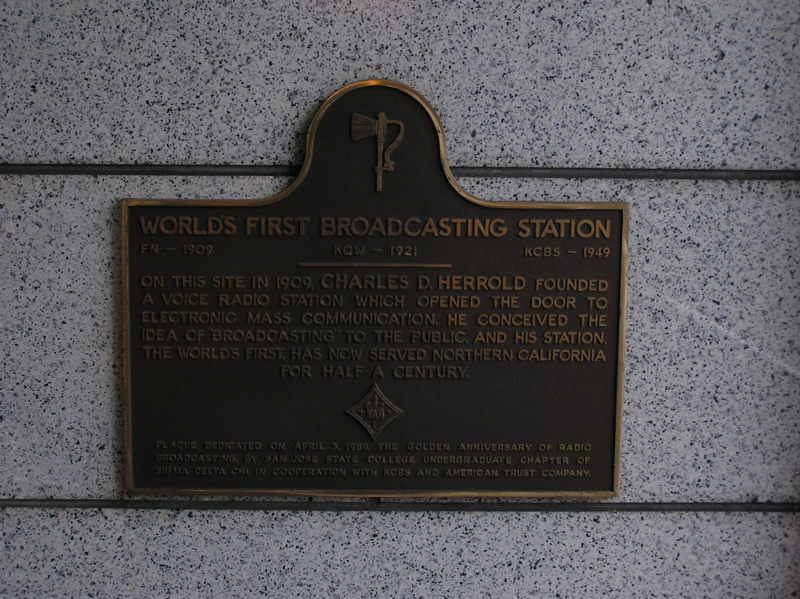 WORLD'S FIRST BROADCASTING STATION
FN — 1909 KQW — 1921 KCBS — 1949
ON THIS SITE IN 1909, CHARLES D. HERROLD FOUNDED
A VOICE RADIO STATION WHICH OPENED THE DOOR TO
ELECTRONIC MASS COMMUNICATION. HE CONCEIVED THE
IDEA OF "BROADCASTING" TO THE PUBLIC, AND HIS STATION,
THE WORLD'S FIRST, HAS NOW SERVED NORTHERN CALIFORNIA
FOR HALF A CENTURY.
PLAQUE DEDICATED ON APRIL 3, 1959, THE GOLDEN ANNIVERSARY OF RADIO
BROADCASTING, BY SAN JOSE STATE COLLEGE UNDERGRADUATE CHAPTER OF
SIGMA DELTA CHI, IN COOPERATION WITH KCBS AND AMERICAN TRUST COMPANY.